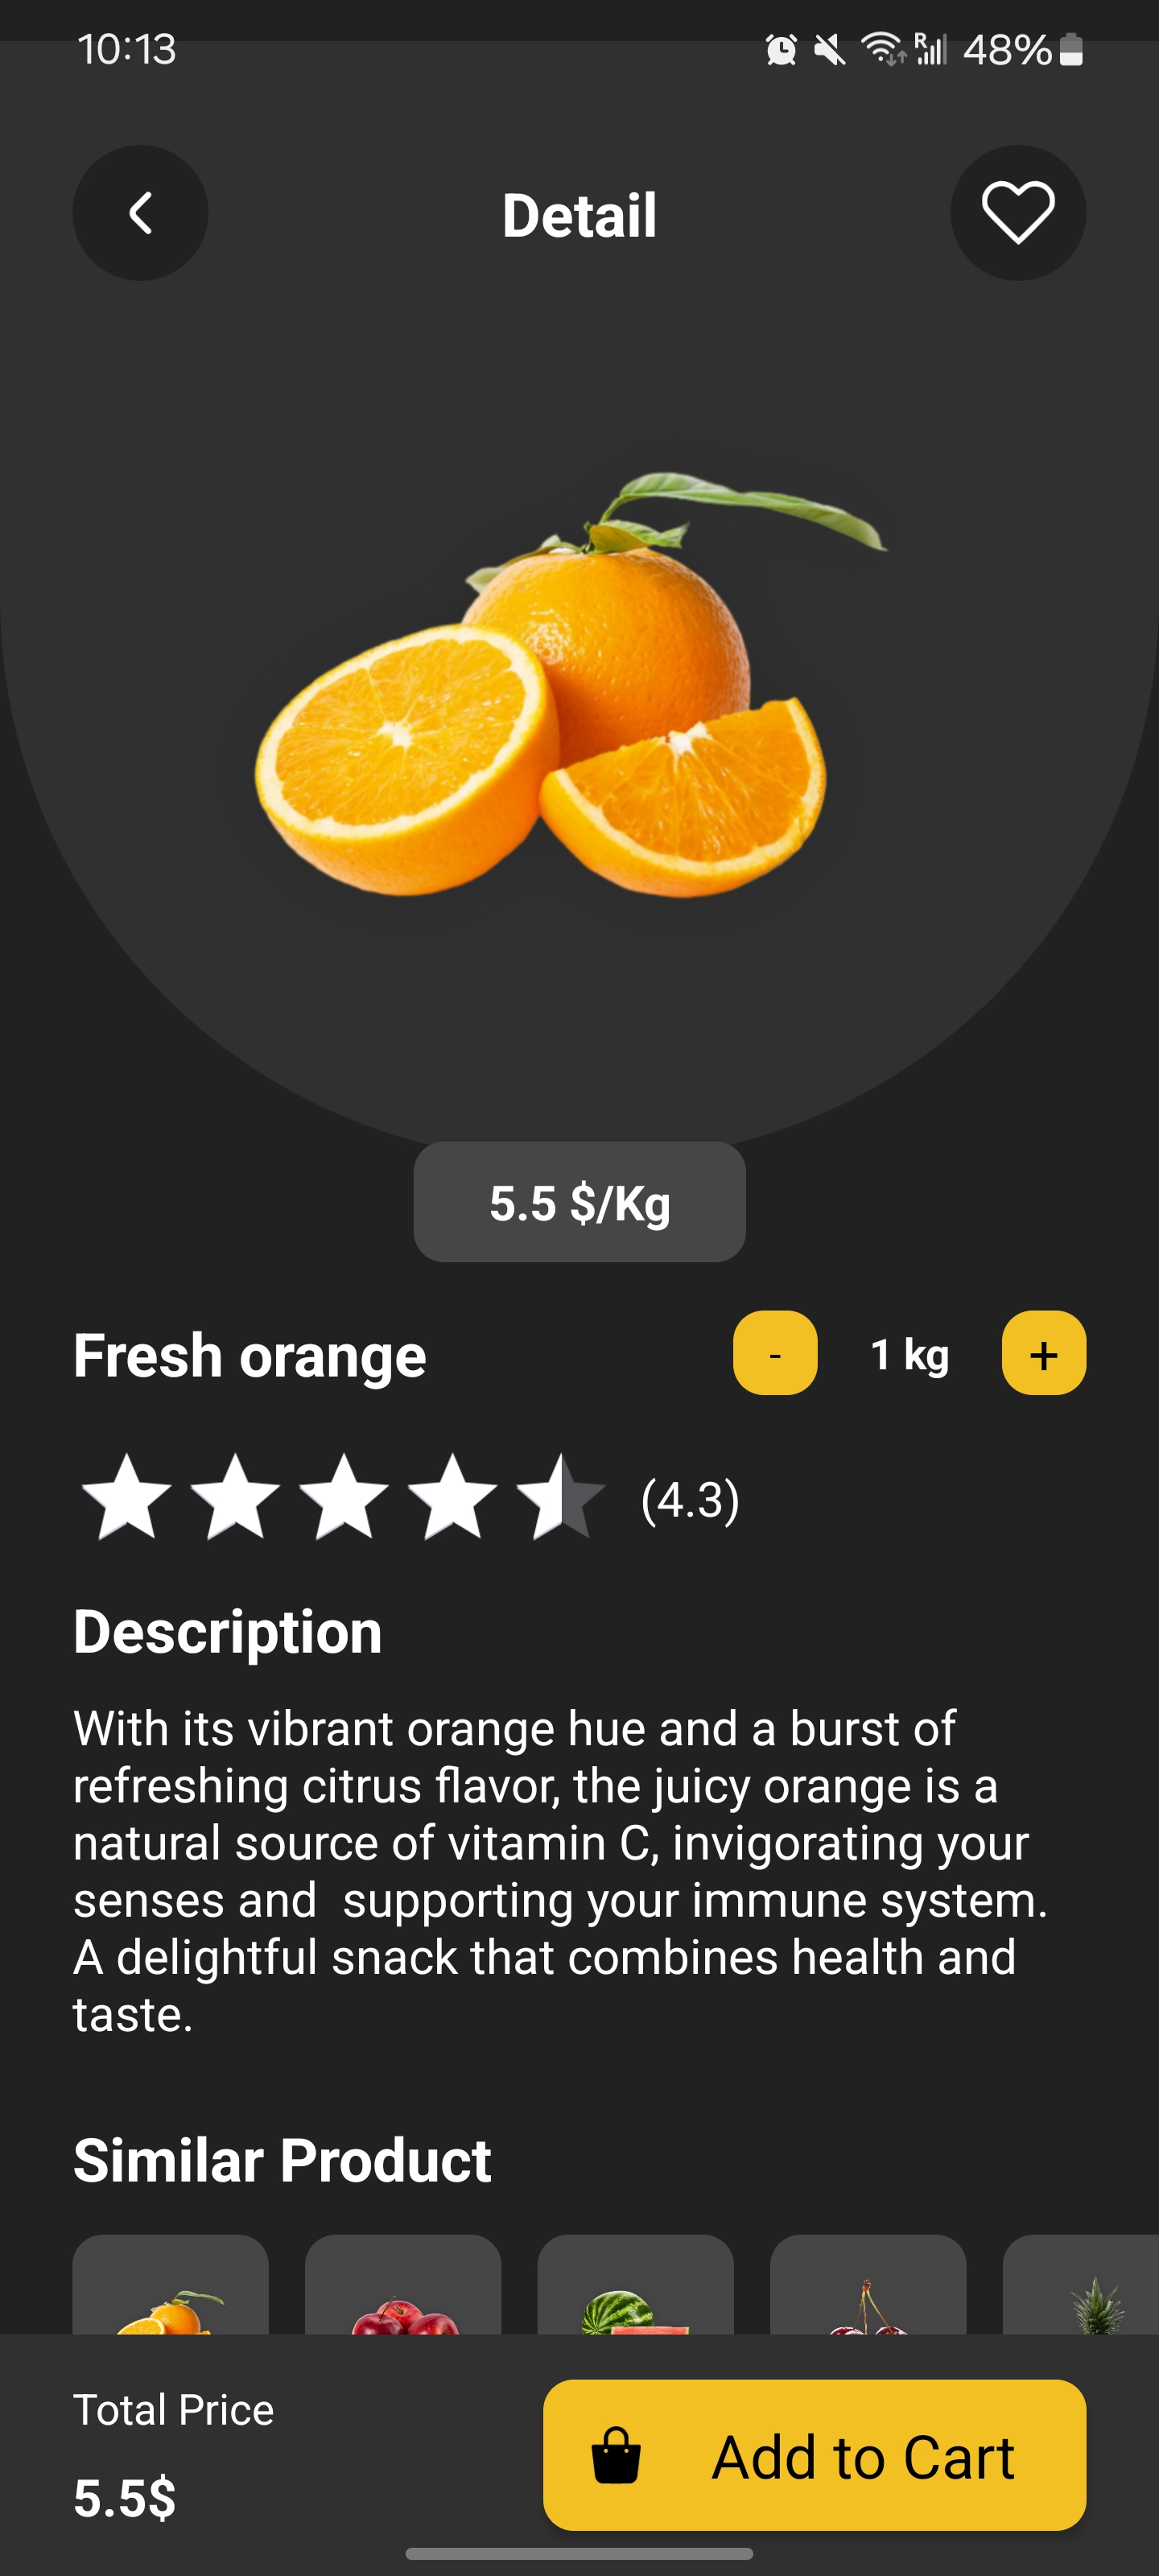 10:13
R 48%
Detail
5.5 $/Kg
Fresh orange
- 1 kg +
(4.3)
Description
With its vibrant orange hue and a burst of
refreshing citrus flavor, the juicy orange is a
natural source of vitamin C, invigorating your
senses and  supporting your immune system.
A delightful snack that combines health and
taste.
Similar Product
Total Price
Add to Cart
5.5$